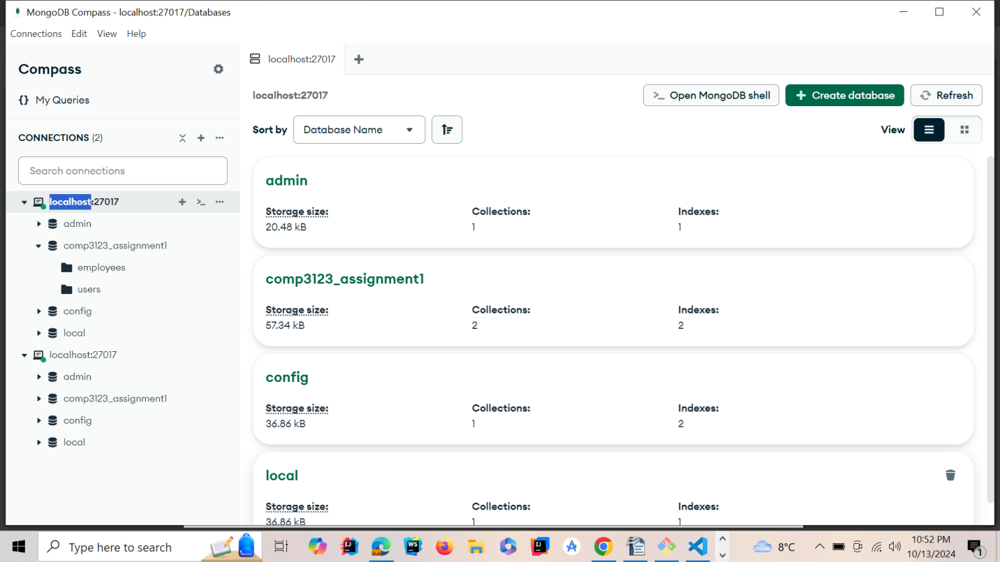 MongoDB Compass - localhost:27017/Databases
Connections Edit View Help
Compass
My Queries
CONNECTIONS (2)
Search connections
localhost:27017
admin
comp3123_assignment1
employees
users
config
local
localhost:27017
admin
comp3123_assignment1
config
local
localhost:27017
localhost:27017
>_ Open MongoDB shell
Create database
Refresh
Sort by Database Name
View
admin
Storage size: Collections: Indexes:
20.48 kB 1 1
comp3123_assignment1
Storage size: Collections: Indexes:
57.34 kB 2 2
config
Storage size: Collections: Indexes:
36.86 kB 1 2
local
Storage size: Collections: Indexes:
36.86 kB 1 1
Type here to search
8°C
10:52 PM
10/13/2024
1